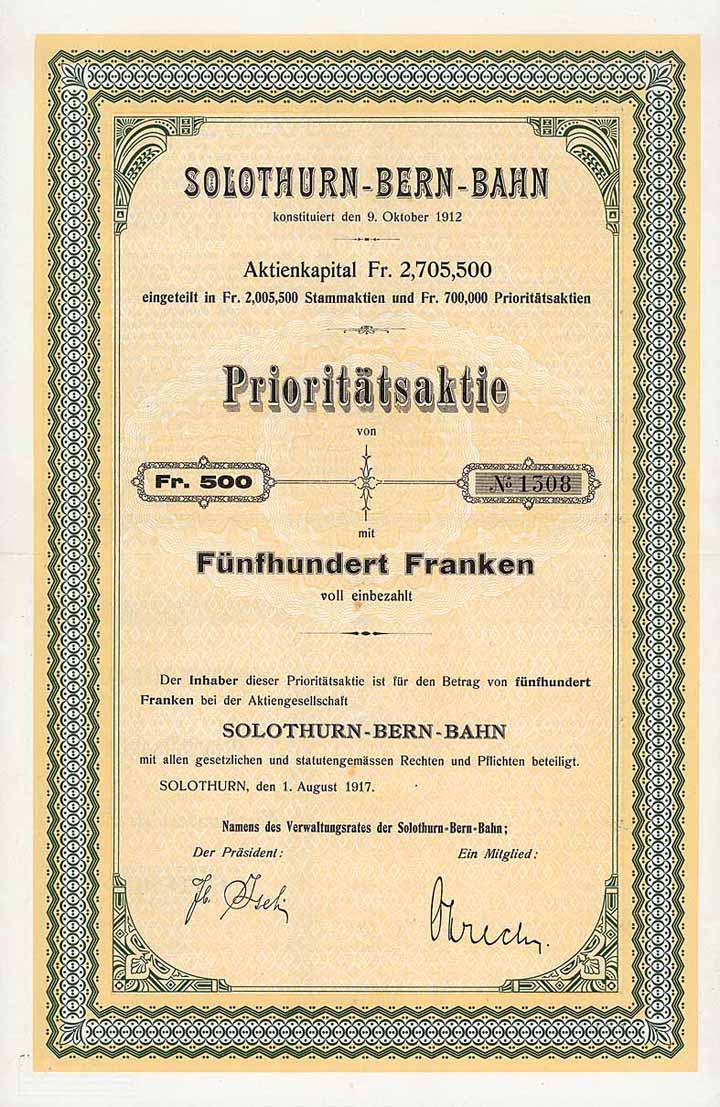 SOLOTHURN-BERN-BAHN
konstituiert den 9. Oktober 1912
Aktienkapital Fr. 2,705,500
eingeteilt in Fr. 2,005,500 Stammaktien und Fr. 700,000 Prioritätsaktien
Prioritätsaktie
von
Fr. 500 No 1308
mit
Fünfhundert Franken
voll einbezahlt
Der Inhaber dieser Prioritätsaktie ist für den Betrag von fünfhundert
Franken bei der Aktiengesellschaft
SOLOTHURN-BERN-BAHN
mit allen gesetzlichen und statutengemässen Rechten und Pflichten beteiligt.
SOLOTHURN, den 1. August 1917.
Namens des Verwaltungsrates der Solothurn-Bern-Bahn;
Der Präsident: Ein Mitglied: